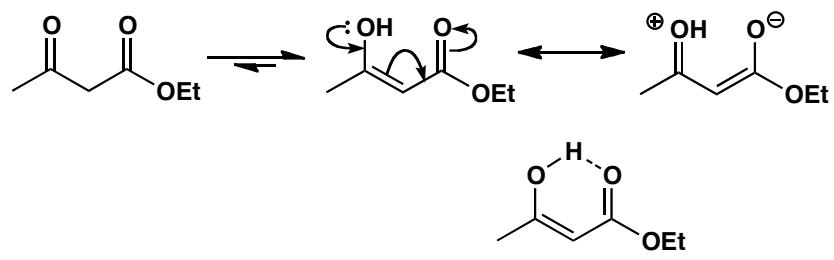 O O OEt
:OH O OEt
⊕ OH O ⊖ OEt
H
O O
OEt